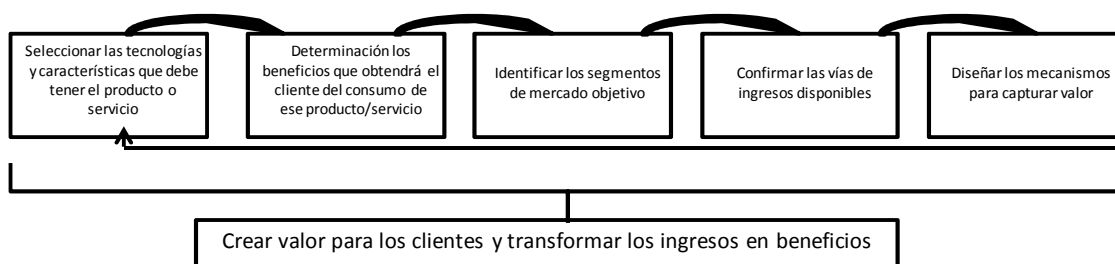 Seleccionar las tecnologías
y características que debe
tener el producto o
servicio
Determinación los
beneficios que obtendrá el
cliente del consumo de
ese producto/servicio
Identificar los segmentos
de mercado objetivo
Confirmar las vías de
ingresos disponibles
Diseñar los mecanismos
para capturar valor
Crear valor para los clientes y transformar los ingresos en beneficios